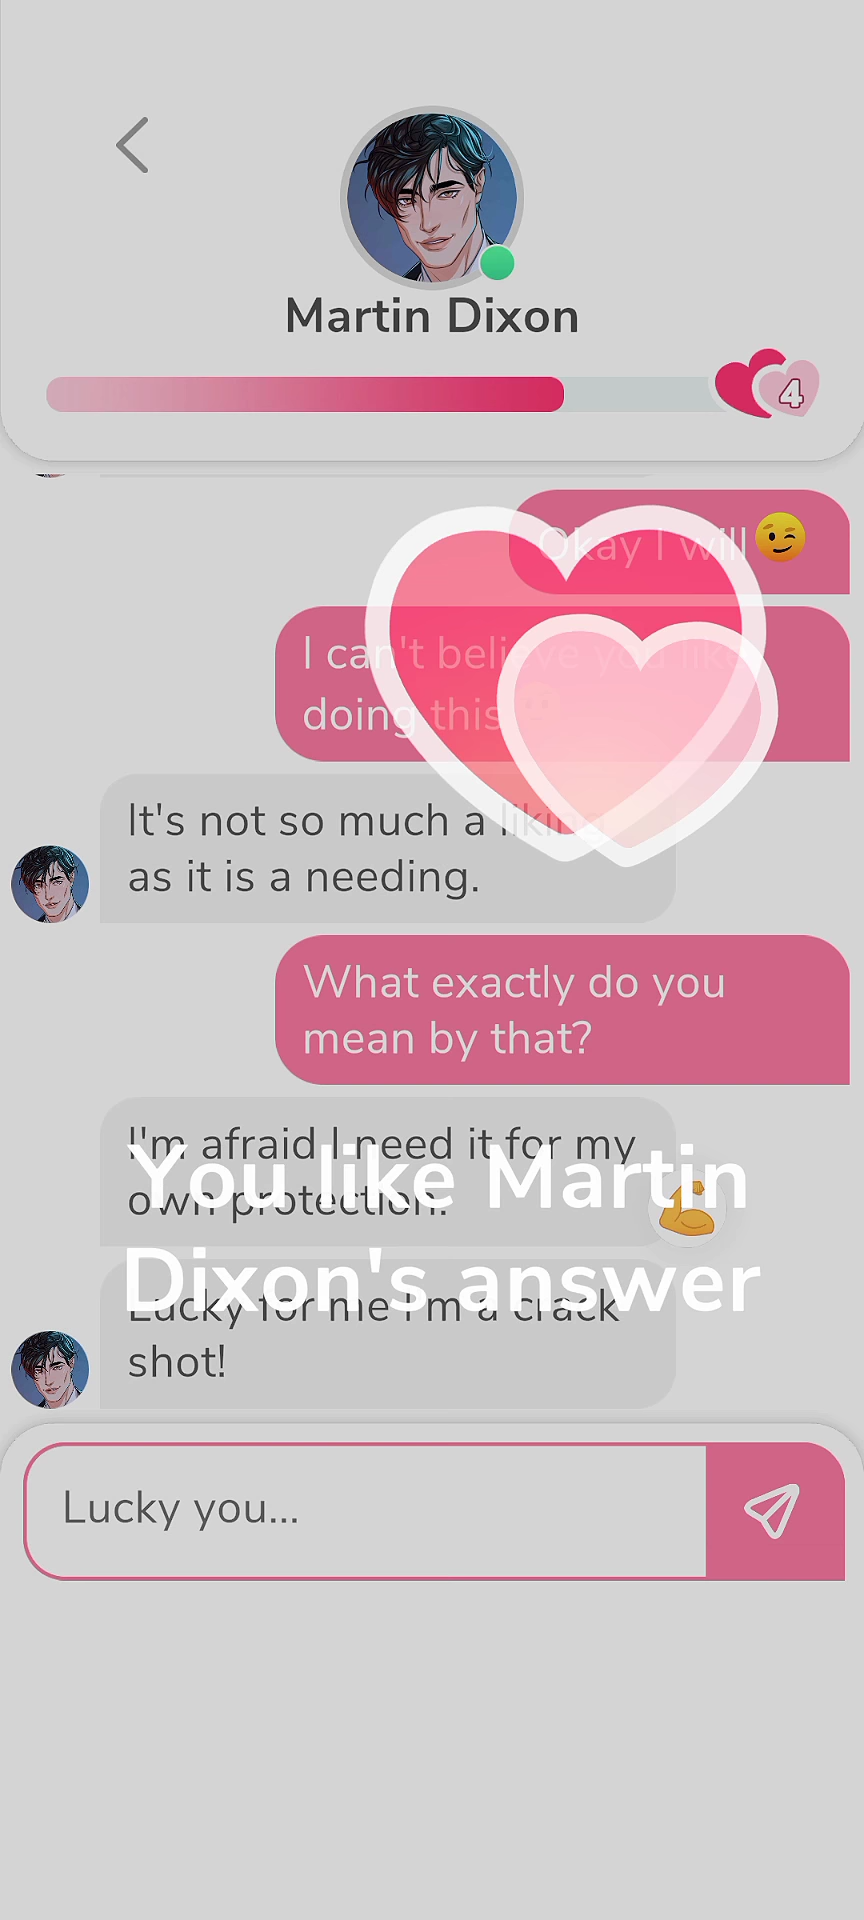 Martin Dixon
4
Okay I will😉
I can't believe you like
doing this
It's not so much a liking
as it is a needing.
What exactly do you
mean by that?
I'm afraid I need it for my
own protection.
You like Martin
Dixon's answer
Lucky for me I'm a crack
shot!
Lucky you...